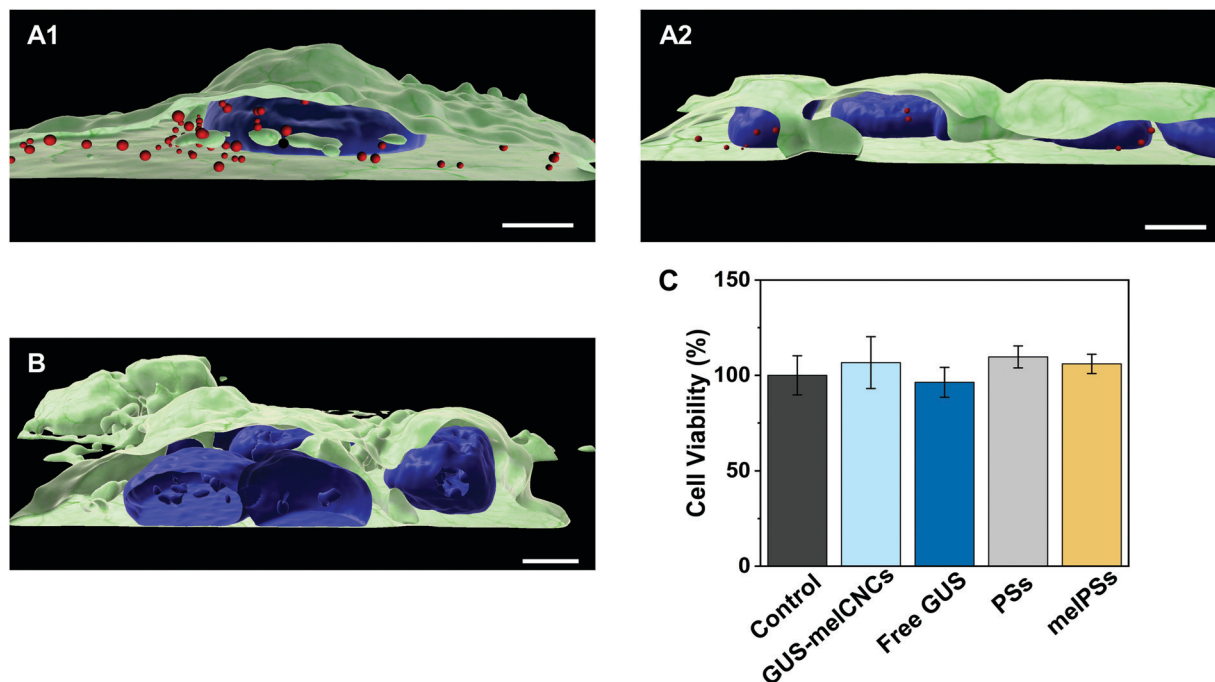 A1
A2
B
C
Cell Viability (%)
150
100
50
0
Control
GUS-melCNCs
Free GUS
PSs
melPSs